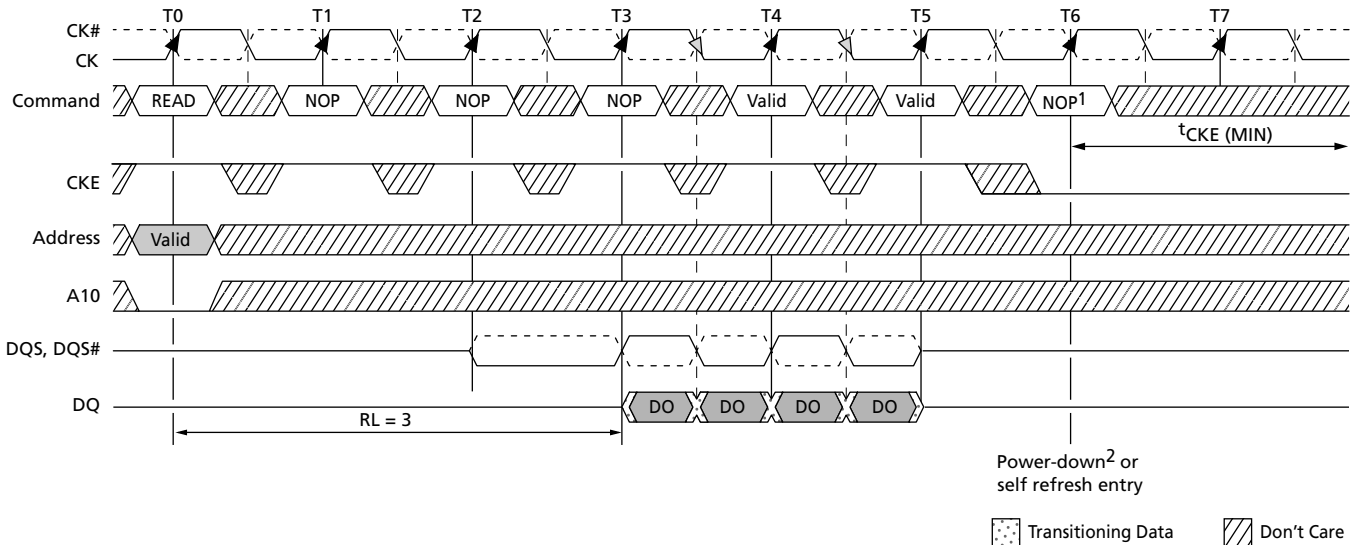 T0 T1 T2 T3 T4 T5 T6 T7
CK#
CK
Command READ NOP NOP NOP Valid Valid NOP1
tCKE (MIN)
CKE
Address Valid
A10
DQS, DQS#
DQ DO DO DO DO
RL = 3
Power-down2 or
self refresh entry
Transitioning Data Don't Care